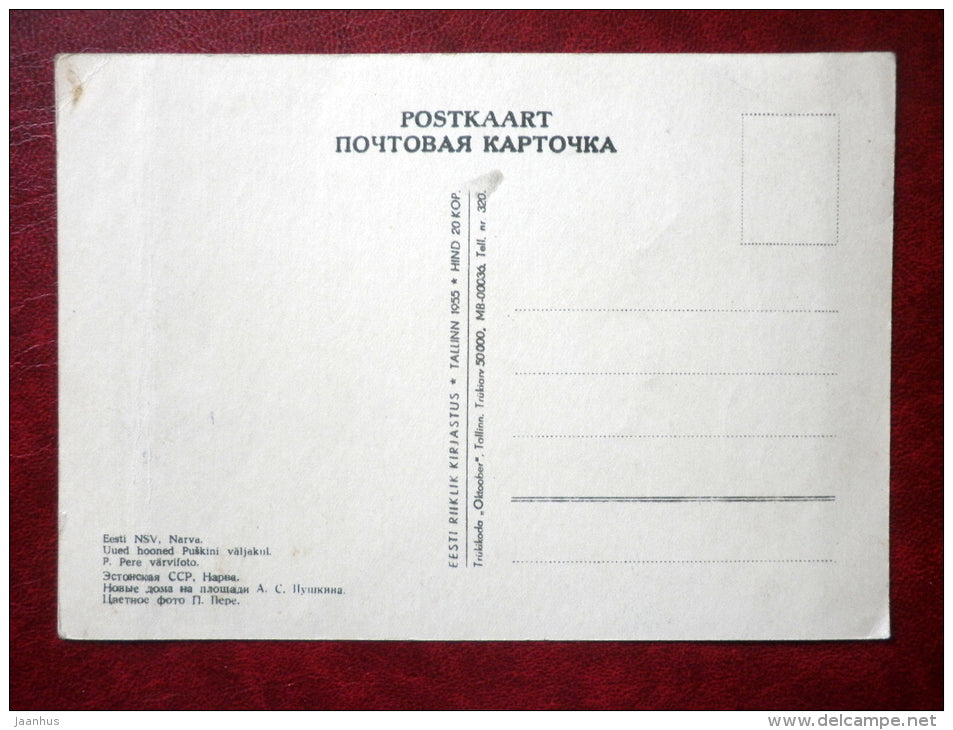 POSTKAART
ПОЧТОВАЯ КАРТОЧКА
EESTI RIIKLIK KIRJASTUS * TALLINN 1955 * HIND 20 KOP.
Trükikoda „Oktoober", Tallinn. Trükiarv 50 000, MB-00036, Tell. nr 320.
Eesti NSV, Narva.
Uued hooned Puškini väljakul.
P. Pere värvifoto.
Эстонская ССР, Нарва.
Новые дома на площади А. С. Пушкина.
Цветное фото П. Пере.
jaanhus
www.delcampe.net